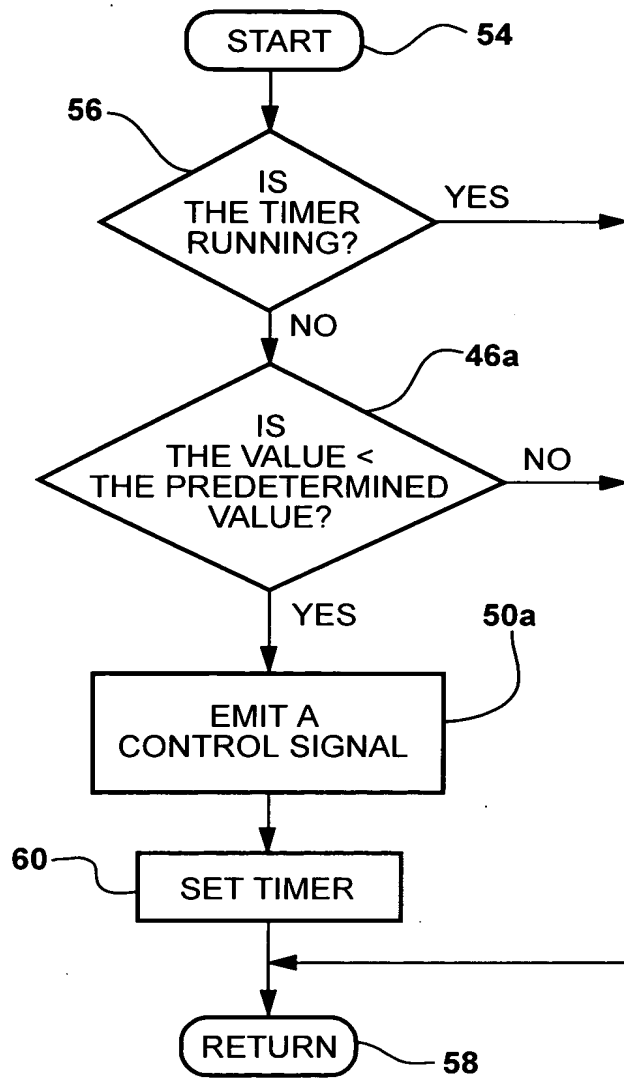 START
54
56
IS
THE TIMER
RUNNING?
YES
NO
46a
IS
THE VALUE <
THE PREDETERMINED
VALUE?
NO
YES
50a
EMIT A
CONTROL SIGNAL
60
SET TIMER
RETURN
58